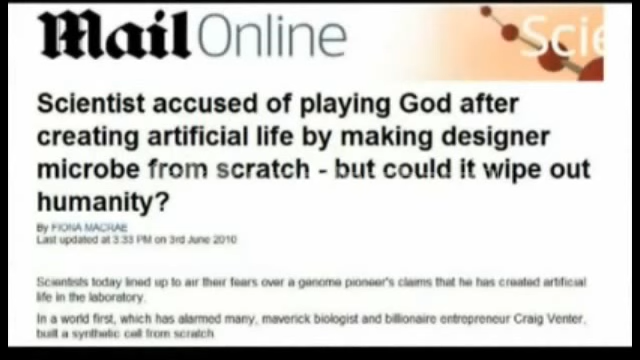 Mail Online
Scie
Scientist accused of playing God after
creating artificial life by making designer
microbe from scratch - but could it wipe out
humanity?
By FIONA MACRAE
Last updated at 3:33 PM on 3rd June 2010
Scientists today lined up to air their fears over a genome pioneer's claims that he has created artificial
life in the laboratory.
In a world first, which has alarmed many, maverick biologist and billionaire entrepreneur Craig Venter,
built a synthetic cell from scratch